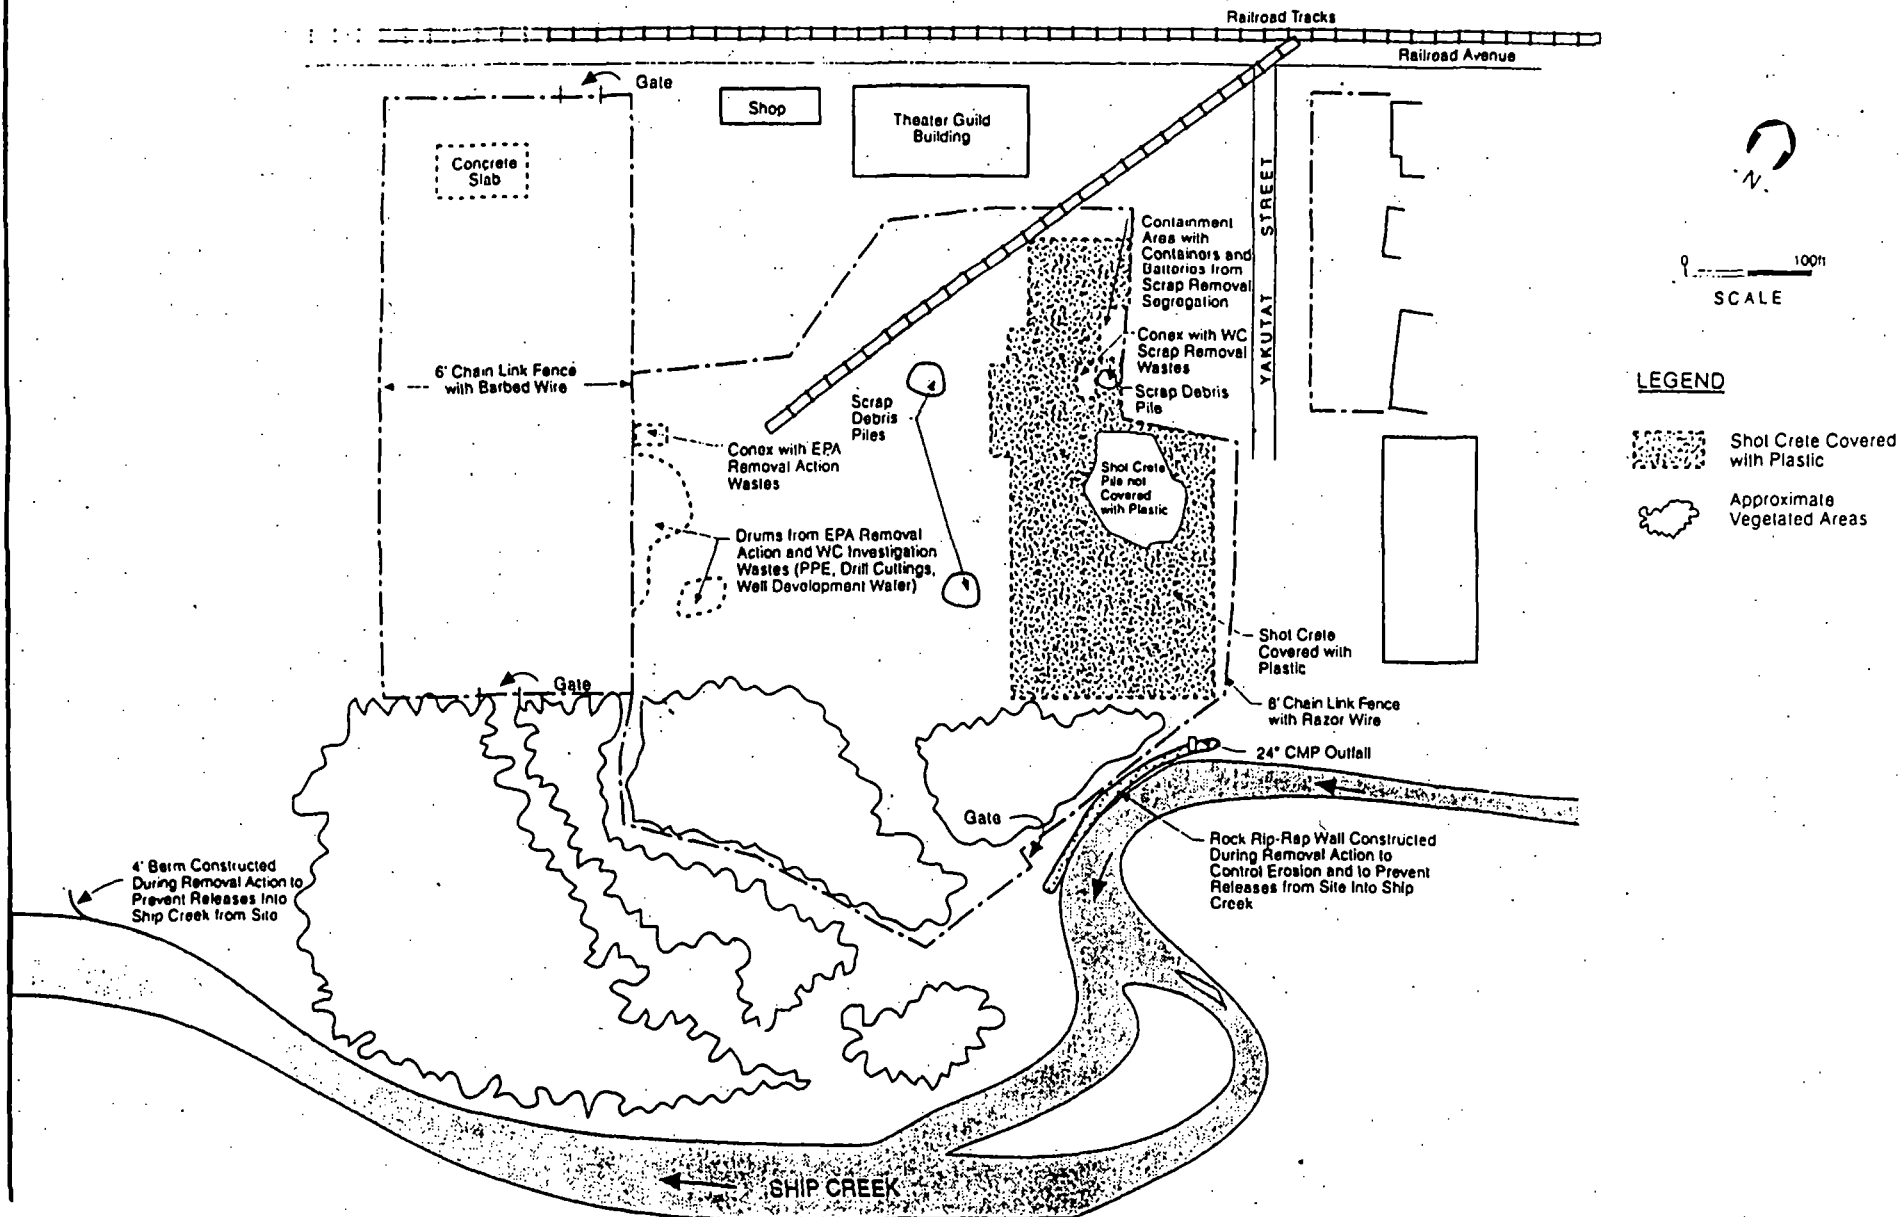 Railroad Tracks
Railroad Avenue
Gate
Shop
Theater Guild
Building
Concrete
Slab
N
0 100ft
SCALE
YAKUTAT STREET
Containment
Area with
Containers and
Batteries from
Scrap Removal
Segregation
Conex with WC
Scrap Removal
Wastes
Scrap Debris
Pile
6' Chain Link Fence
with Barbed Wire
Scrap
Debris
Piles
LEGEND
Shot Crete Covered
with Plastic
Approximate
Vegetated Areas
Conex with EPA
Removal Action
Wastes
Shot Crete
Pile not
Covered
with Plastic
Drums from EPA Removal
Action and WC Investigation
Wastes (PPE, Drill Cuttings,
Well Development Water)
Shot Crete
Covered with
Plastic
Gate
8' Chain Link Fence
with Razor Wire
24" CMP Outfall
Gate
Rock Rip-Rap Wall Constructed
During Removal Action to
Control Erosion and to Prevent
Releases from Site Into Ship
Creek
4' Berm Constructed
During Removal Action to
Prevent Releases Into
Ship Creek from Site
SHIP CREEK